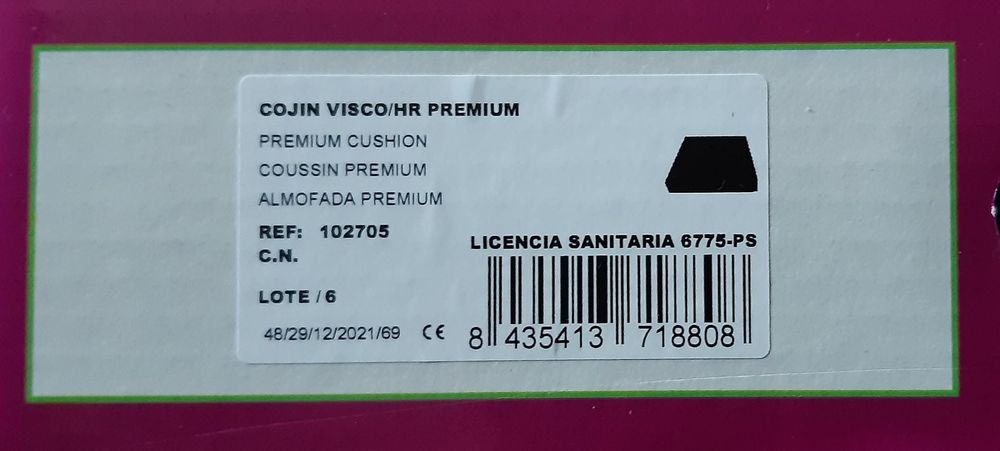 COJIN VISCO/HR PREMIUM
PREMIUM CUSHION
COUSSIN PREMIUM
ALMOFADA PREMIUM
REF: 102705
C.N.
LICENCIA SANITARIA 6775-PS
LOTE / 6
48/29/12/2021/69 CE
8 435413 718808